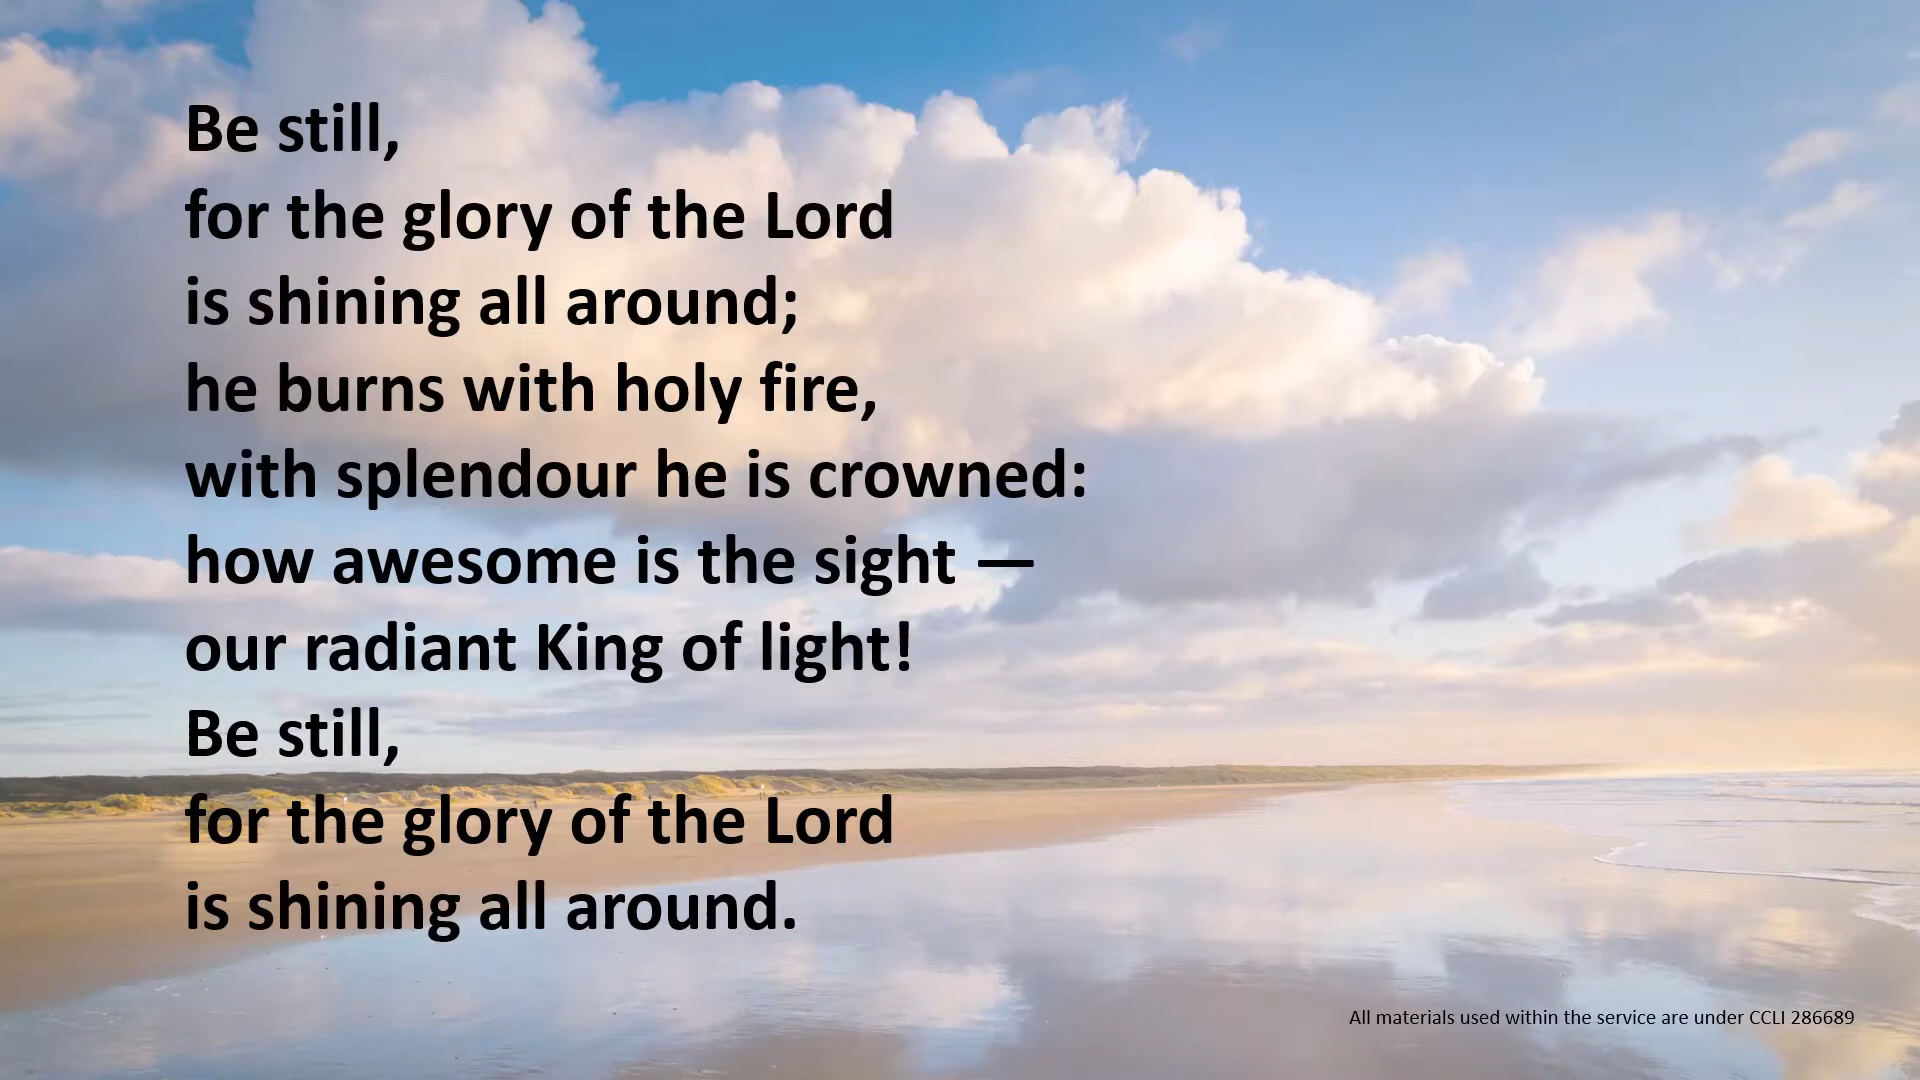 Be still,
for the glory of the Lord
is shining all around;
he burns with holy fire,
with splendour he is crowned:
how awesome is the sight —
our radiant King of light!
Be still,
for the glory of the Lord
is shining all around.
All materials used within the service are under CCLI 286689